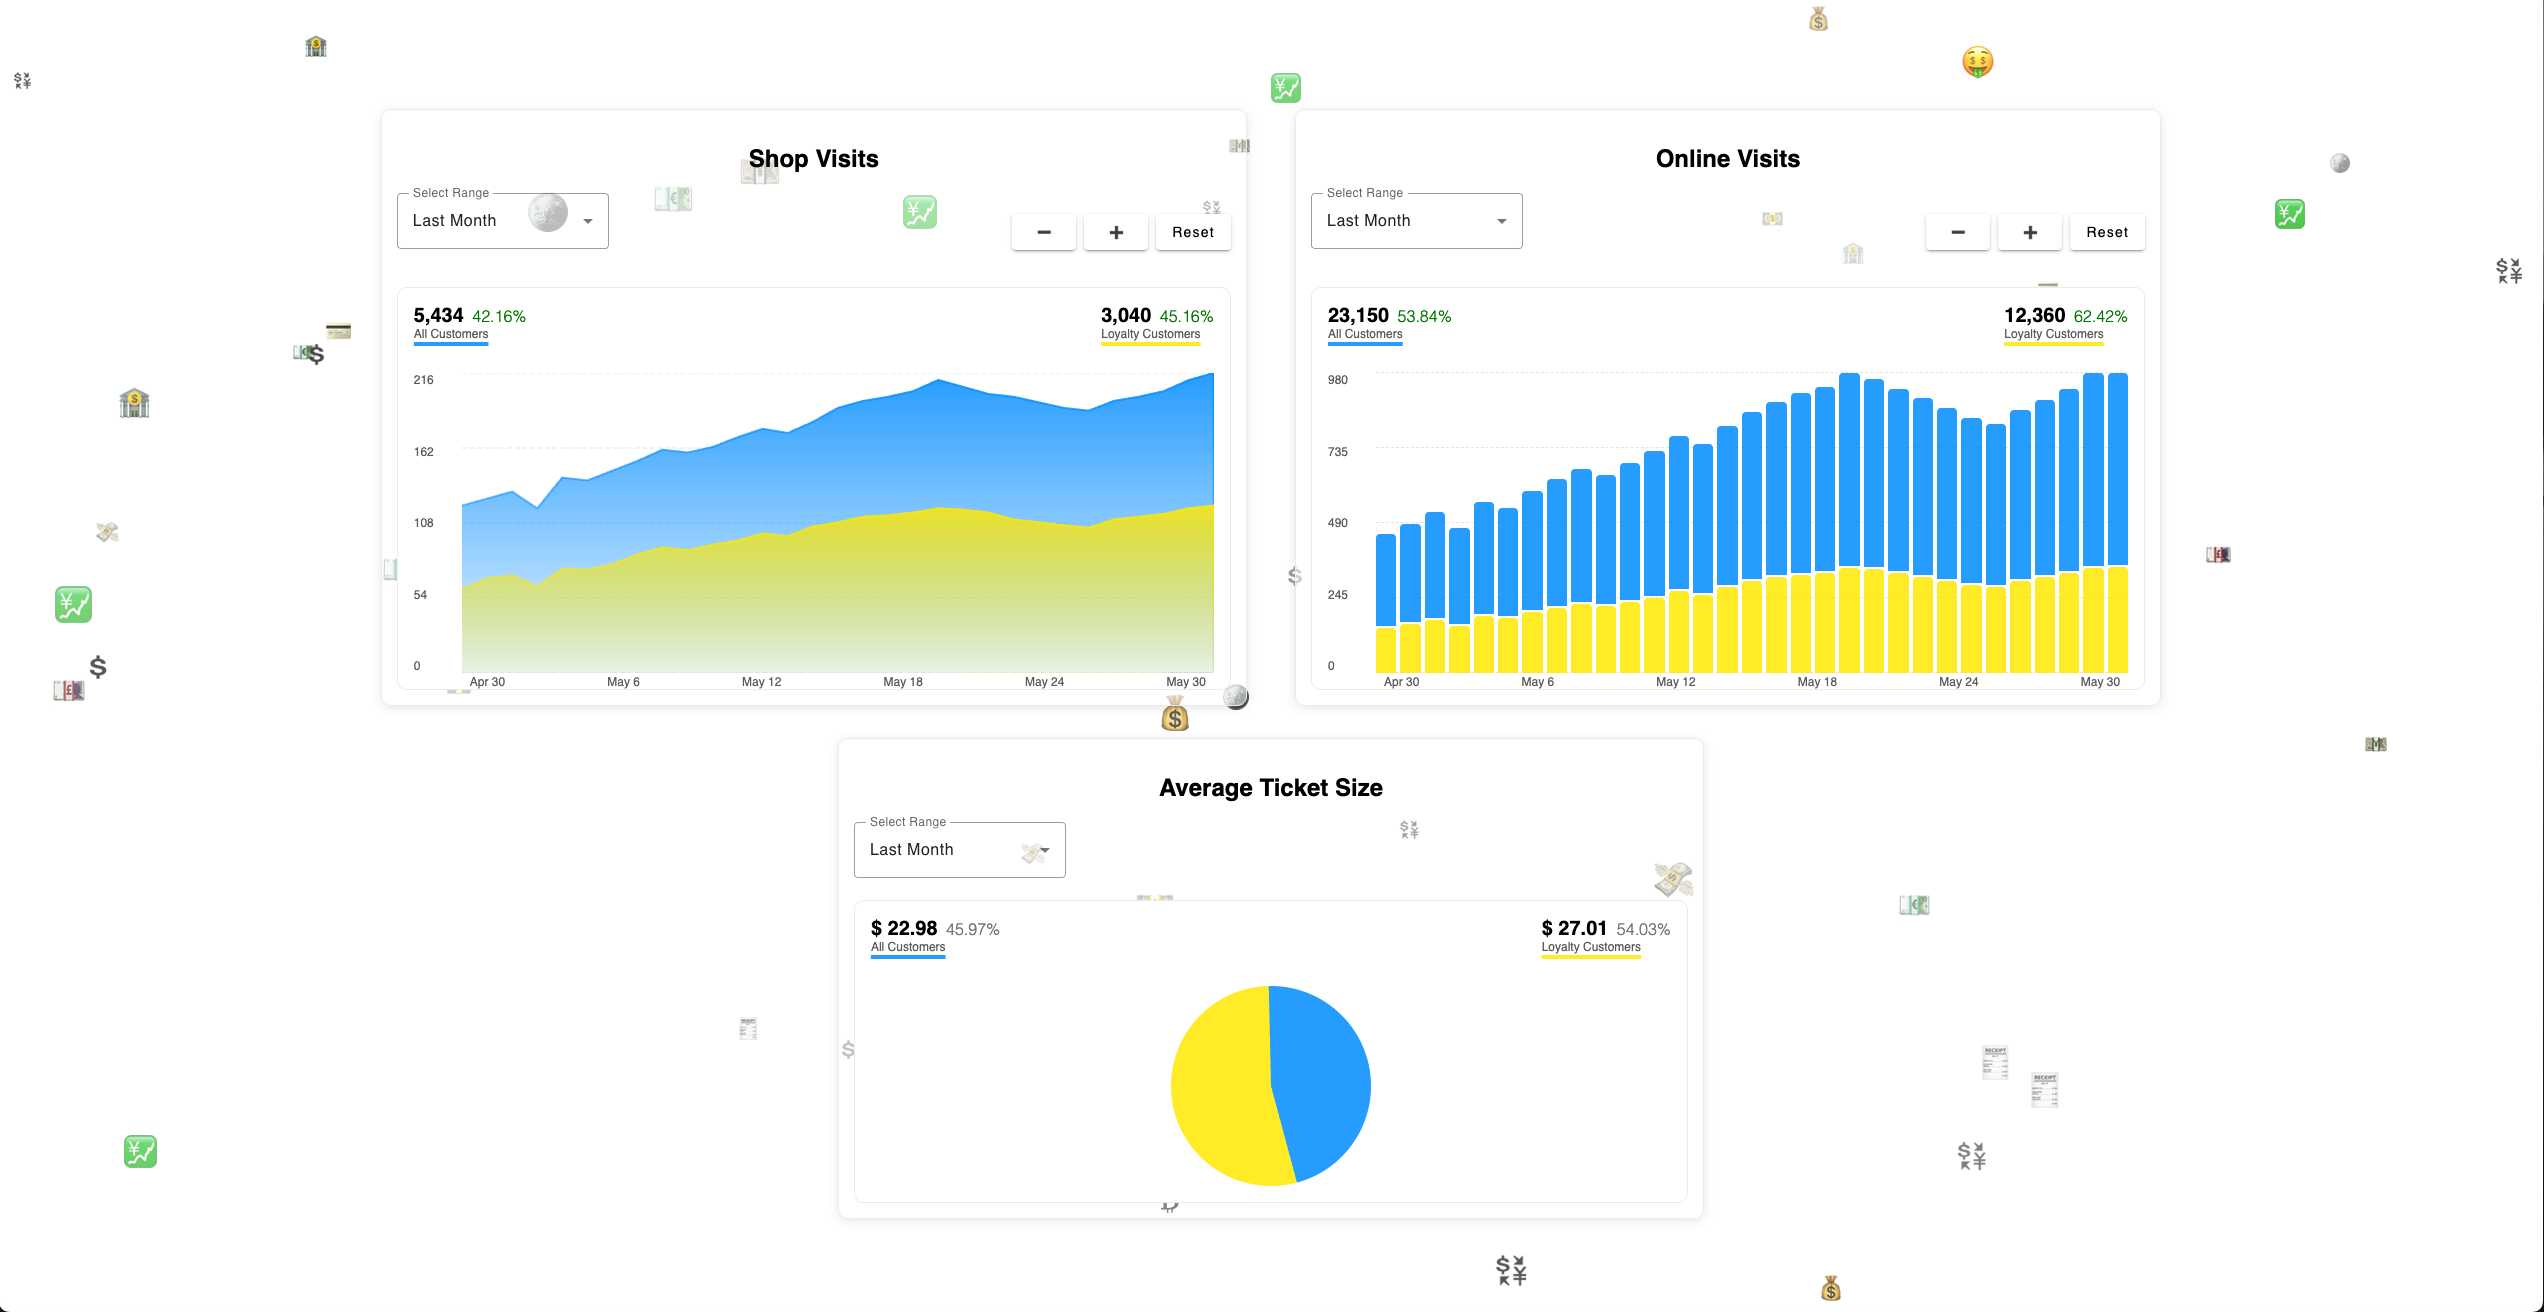 Shop Visits
Select Range
Last Month
− + Reset
5,434 42.16%
All Customers
3,040 45.16%
Loyalty Customers
216
162
108
54
0
Apr 30 May 6 May 12 May 18 May 24 May 30
Online Visits
Select Range
Last Month
− + Reset
23,150 53.84%
All Customers
12,360 62.42%
Loyalty Customers
980
735
490
245
0
Apr 30 May 6 May 12 May 18 May 24 May 30
Average Ticket Size
Select Range
Last Month
$ 22.98 45.97%
All Customers
$ 27.01 54.03%
Loyalty Customers
RECEIPT
RECEIPT